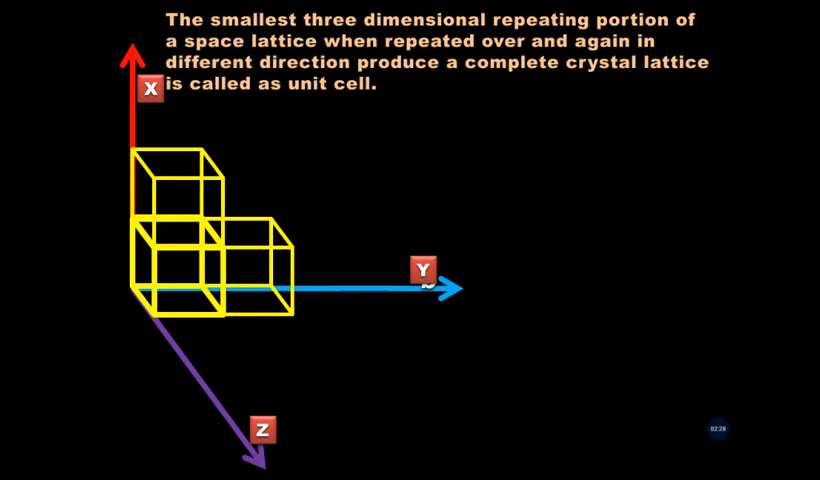 The smallest three dimensional repeating portion of
a space lattice when repeated over and again in
different direction produce a complete crystal lattice
is called as unit cell.
X
Y
Z
02:28